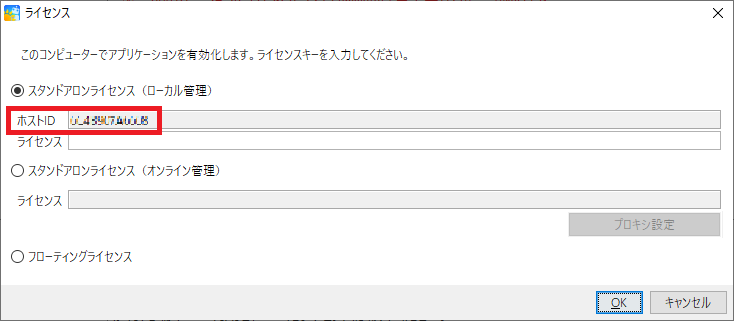 ライセンス
このコンピューターでアプリケーションを有効化します。ライセンスキーを入力してください。
スタンドアロンライセンス（ローカル管理）
ホストID
ライセンス
スタンドアロンライセンス（オンライン管理）
ライセンス
プロキシ設定
フローティングライセンス
OK キャンセル